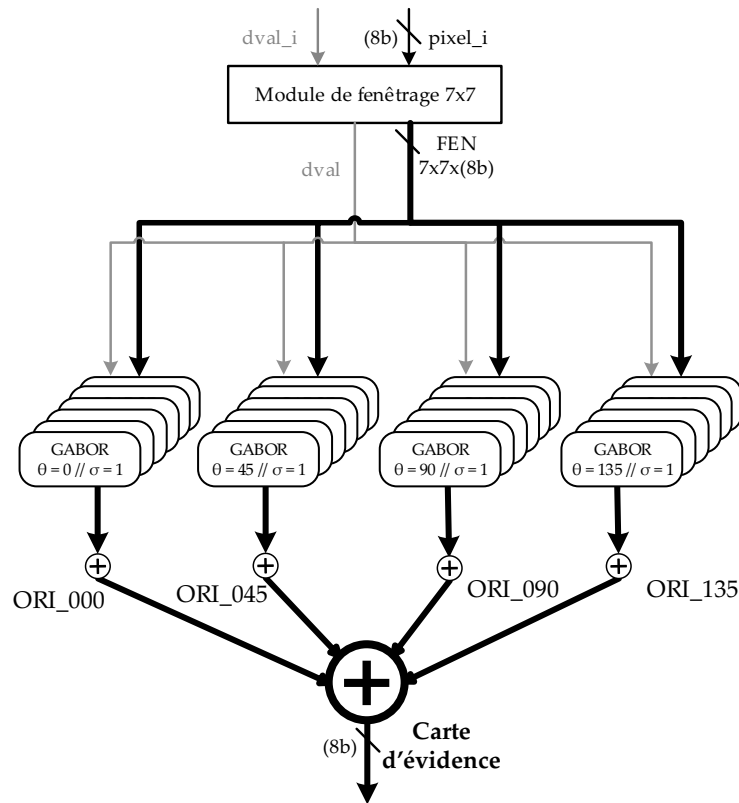 dval_i
(8b)
pixel_i
Module de fenêtrage 7x7
dval
FEN
7x7x(8b)
GABOR
θ = 0 // σ = 1
GABOR
θ = 45 // σ = 1
GABOR
θ = 90 // σ = 1
GABOR
θ = 135 // σ = 1
ORI_000
ORI_045
ORI_090
ORI_135
(8b)
Carte
d'évidence